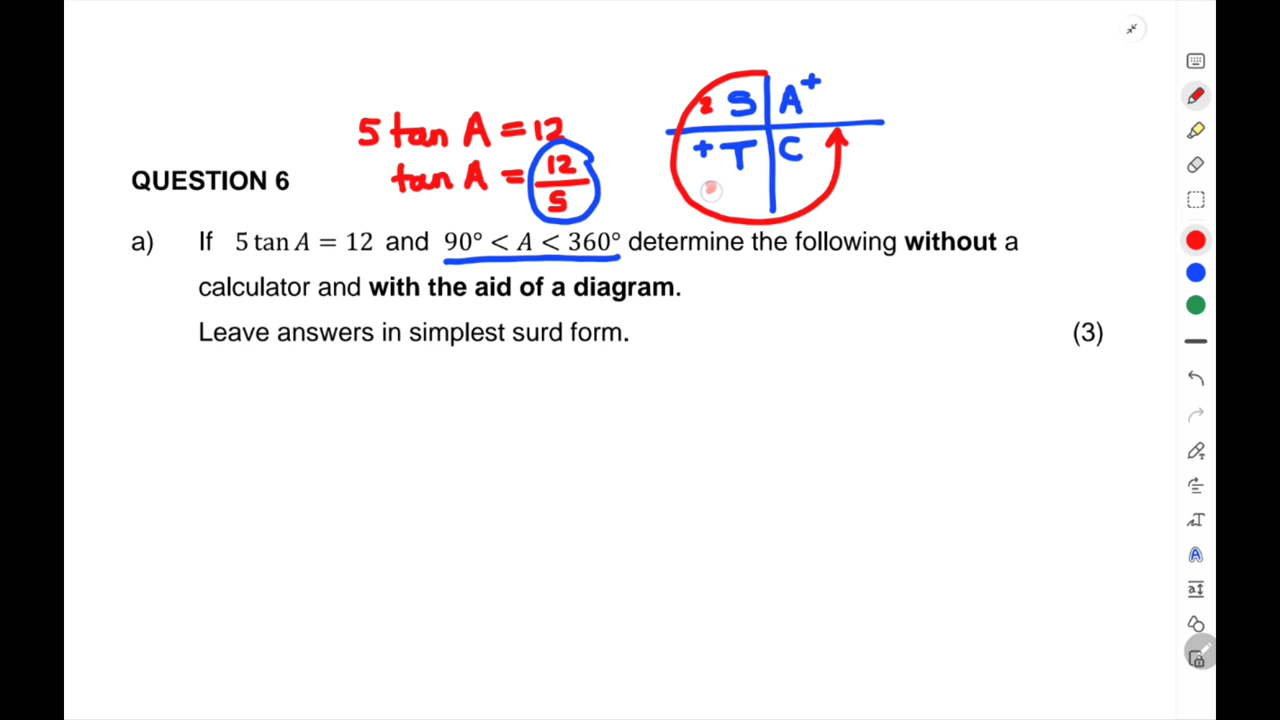 5 tan A = 12
tan A = 12/5
S A+
+T C
QUESTION 6
a) If 5 tan A = 12 and 90° < A < 360° determine the following without a
calculator and with the aid of a diagram.
Leave answers in simplest surd form. (3)